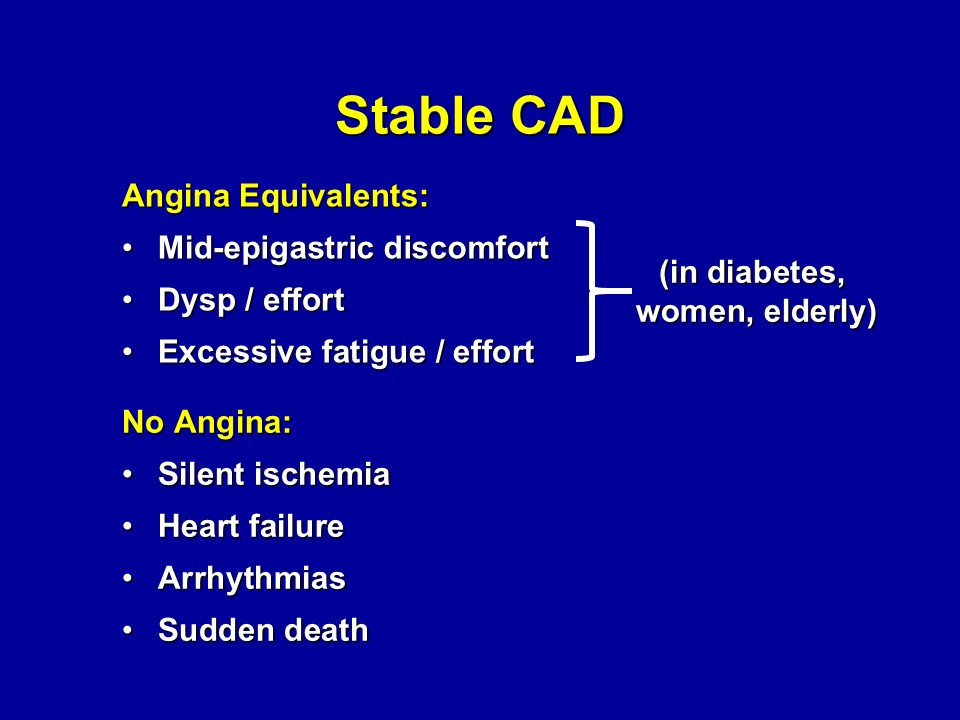 Stable CAD
Angina Equivalents:
• Mid-epigastric discomfort
• Dysp / effort
• Excessive fatigue / effort
(in diabetes,
women, elderly)
No Angina:
• Silent ischemia
• Heart failure
• Arrhythmias
• Sudden death